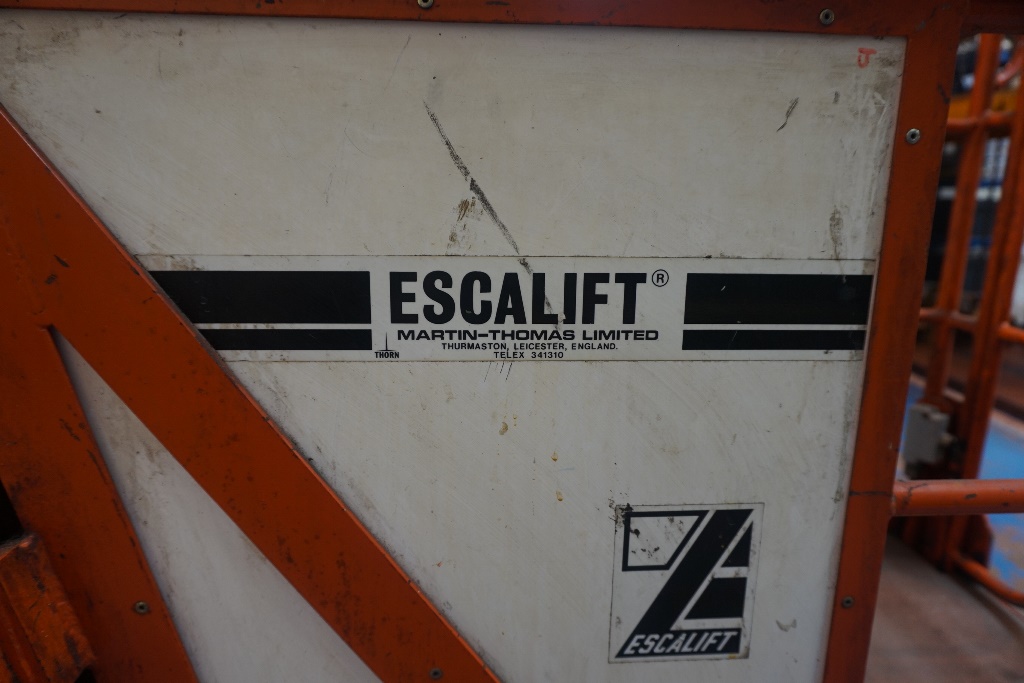 ESCALIFT®
MARTIN-THOMAS LIMITED
THURMASTON, LEICESTER, ENGLAND.
THORN
TELEX 341310
ESCALIFT